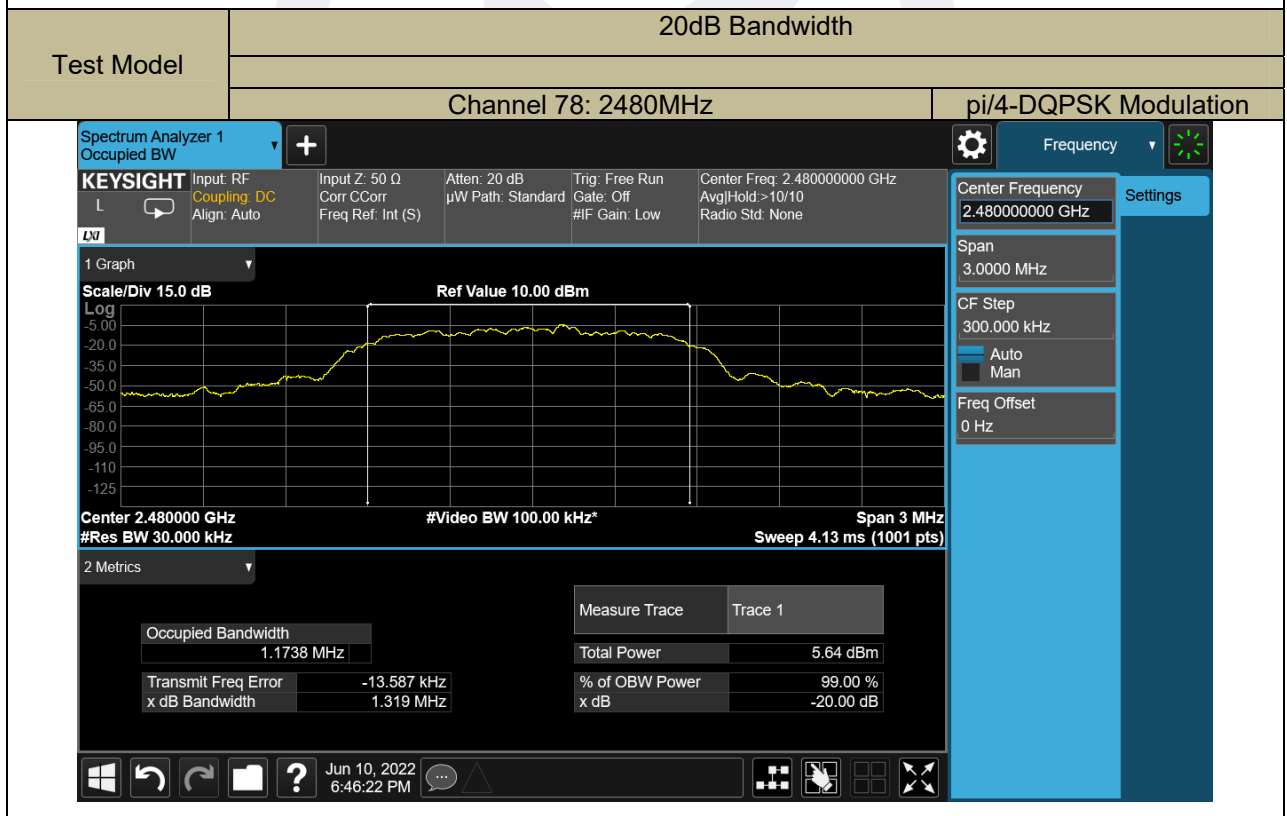 20dB Bandwidth
Test Model
Channel 78: 2480MHz
pi/4-DQPSK Modulation
Spectrum Analyzer 1
Occupied BW
+
Frequency
KEYSIGHT
L
LXI
Input: RF
Coupling: DC
Align: Auto
Input Z: 50 Ω
Corr CCorr
Freq Ref: Int (S)
Atten: 20 dB
µW Path: Standard
Trig: Free Run
Gate: Off
#IF Gain: Low
Center Freq: 2.480000000 GHz
Avg|Hold:>10/10
Radio Std: None
Center Frequency
2.480000000 GHz
Settings
Span
3.0000 MHz
CF Step
300.000 kHz
Auto
Man
Freq Offset
0 Hz
1 Graph
Scale/Div 15.0 dB
Ref Value 10.00 dBm
Log
-5.00
-20.0
-35.0
-50.0
-65.0
-80.0
-95.0
-110
-125
Center 2.480000 GHz
#Video BW 100.00 kHz*
Span 3 MHz
#Res BW 30.000 kHz
Sweep 4.13 ms (1001 pts)
2 Metrics
Measure Trace Trace 1
Occupied Bandwidth
1.1738 MHz
Total Power 5.64 dBm
Transmit Freq Error -13.587 kHz
% of OBW Power 99.00 %
x dB Bandwidth 1.319 MHz
x dB -20.00 dB
?
Jun 10, 2022
6:46:22 PM